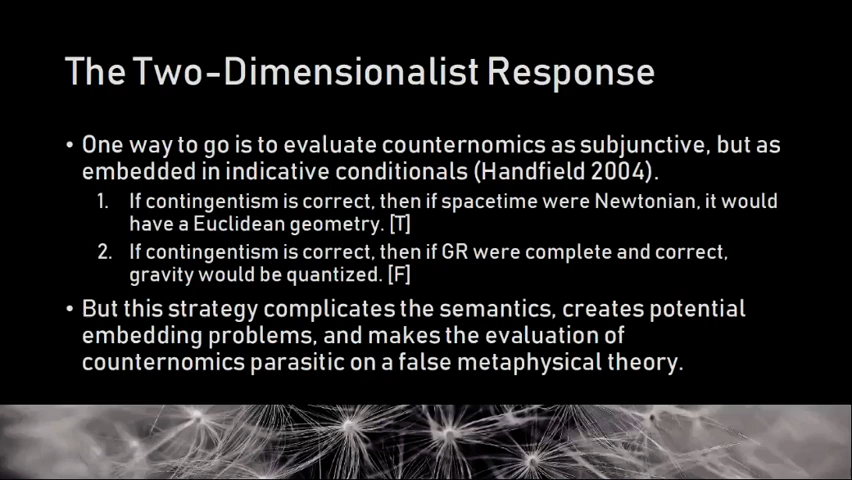 The Two-Dimensionalist Response
• One way to go is to evaluate counternomics as subjunctive, but as
embedded in indicative conditionals (Handfield 2004).
1. If contingentism is correct, then if spacetime were Newtonian, it would
have a Euclidean geometry. [T]
2. If contingentism is correct, then if GR were complete and correct,
gravity would be quantized. [F]
• But this strategy complicates the semantics, creates potential
embedding problems, and makes the evaluation of
counternomics parasitic on a false metaphysical theory.